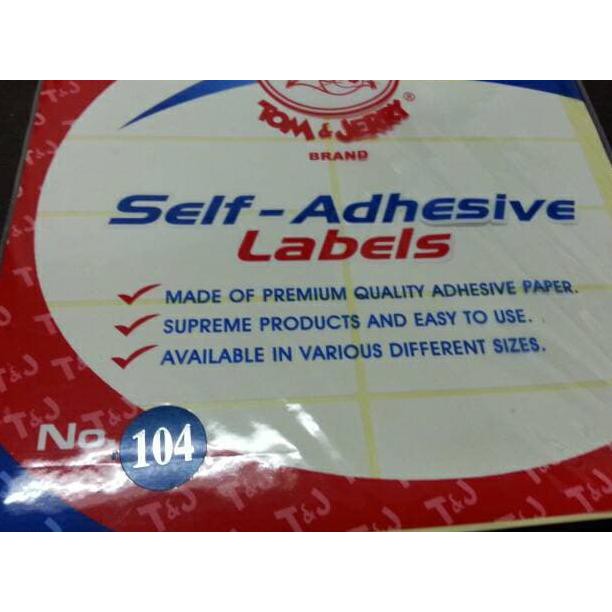 TOM & JERRY ®
BRAND
Self-Adhesive
Labels
MADE OF PREMIUM QUALITY ADHESIVE PAPER.
SUPREME PRODUCTS AND EASY TO USE.
AVAILABLE IN VARIOUS DIFFERENT SIZES.
No. 104
T&J T&J T&J T&J T&J